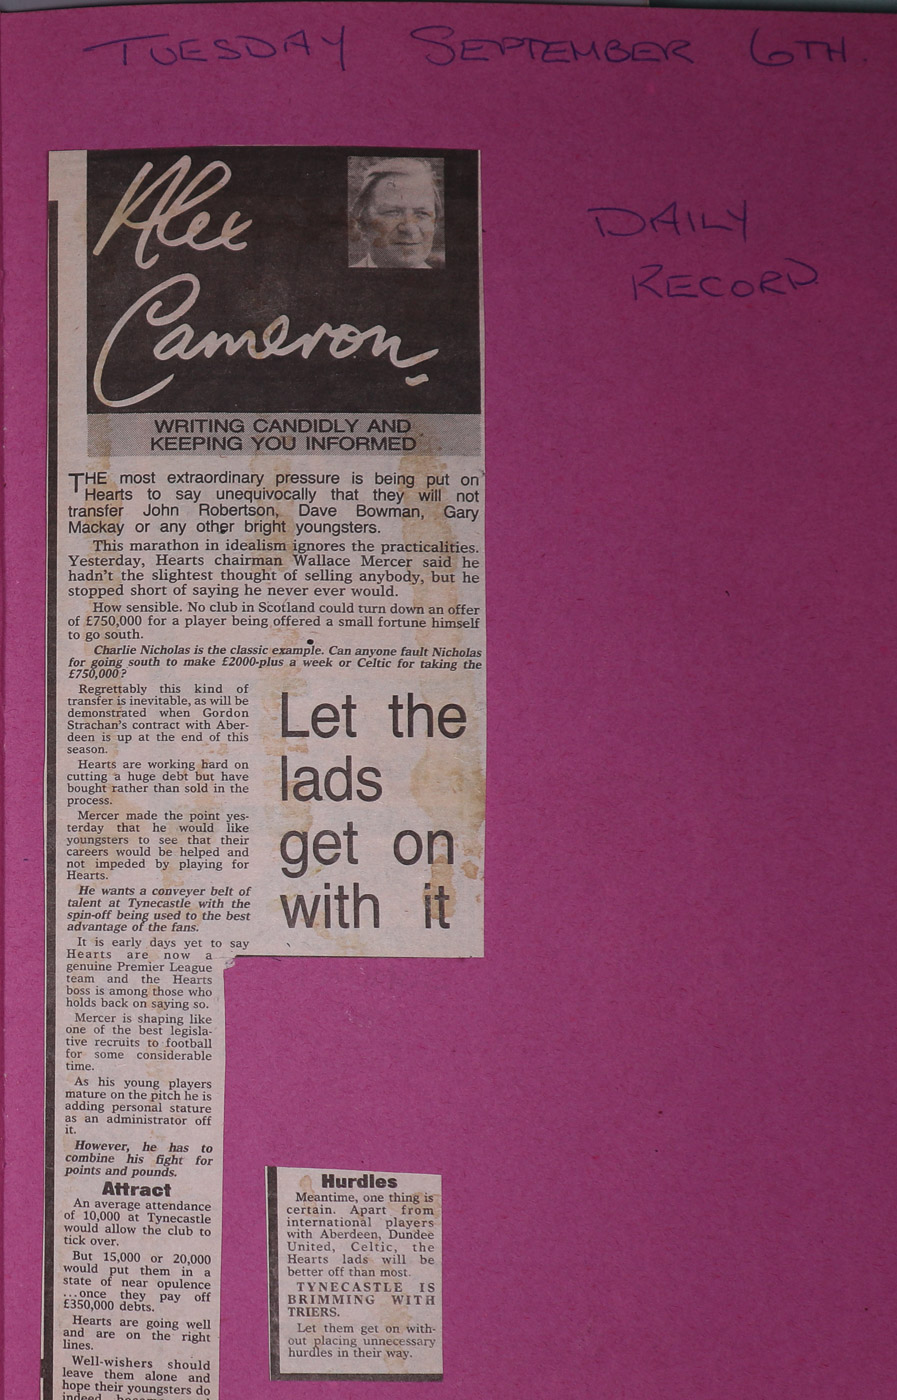 TUESDAY SEPTEMBER 6TH.
DAILY
RECORD
Alex
Cameron
WRITING CANDIDLY AND
KEEPING YOU INFORMED
THE most extraordinary pressure is being put on
Hearts to say unequivocally that they will not
transfer John Robertson, Dave Bowman, Gary
Mackay or any other bright youngsters.
This marathon in idealism ignores the practicalities.
Yesterday, Hearts chairman Wallace Mercer said he
hadn't the slightest thought of selling anybody, but he
stopped short of saying he never ever would.
How sensible. No club in Scotland could turn down an offer
of £750,000 for a player being offered a small fortune himself
to go south.
Charlie Nicholas is the classic example. Can anyone fault Nicholas
for going south to make £2000-plus a week or Celtic for taking the
£750,000?
Regrettably this kind of
transfer is inevitable, as will be
demonstrated when Gordon
Strachan's contract with Aber-
deen is up at the end of this
season.
Hearts are working hard on
cutting a huge debt but have
bought rather than sold in the
process.
Mercer made the point yes-
terday that he would like
youngsters to see that their
careers would be helped and
not impeded by playing for
Hearts.
He wants a conveyer belt of
talent at Tynecastle with the
spin-off being used to the best
advantage of the fans.
It is early days yet to say
Hearts are now a
genuine Premier League
team and the Hearts
boss is among those who
holds back on saying so.
Mercer is shaping like
one of the best legisla-
tive recruits to football
for some considerable
time.
As his young players
mature on the pitch he is
adding personal stature
as an administrator off
it.
However, he has to
combine his fight for
points and pounds.
Attract
An average attendance
of 10,000 at Tynecastle
would allow the club to
tick over.
But 15,000 or 20,000
would put them in a
state of near opulence
...once they pay off
£350,000 debts.
Hearts are going well
and are on the right
lines.
Well-wishers should
leave them alone and
hope their youngsters do
indeed become
Let the
lads
get on
with it
Hurdles
Meantime, one thing is
certain. Apart from
international players
with Aberdeen, Dundee
United, Celtic, the
Hearts lads will be
better off than most.
TYNECASTLE IS
BRIMMING WITH
TRIERS.
Let them get on with-
out placing unnecessary
hurdles in their way.